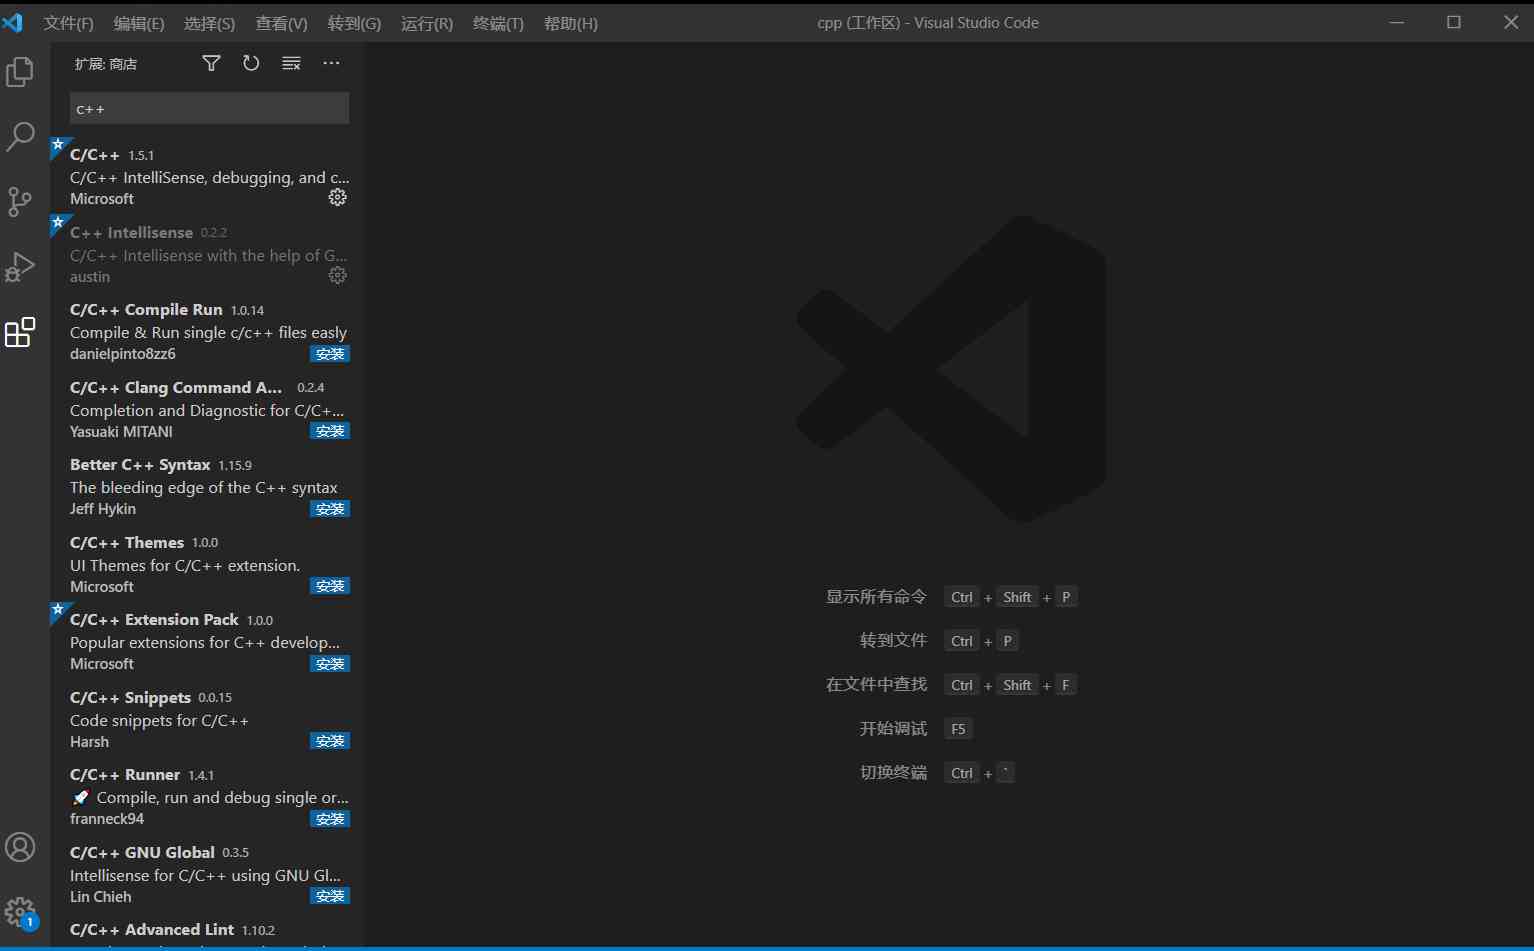 文件(F) 编辑(E) 选择(S) 查看(V) 转到(G) 运行(R) 终端(T) 帮助(H) cpp (工作区) - Visual Studio Code
扩展: 商店
c++
C/C++ 1.5.1
C/C++ IntelliSense, debugging, and c...
Microsoft
C++ Intellisense 0.2.2
C/C++ Intellisense with the help of G...
austin
C/C++ Compile Run 1.0.14
Compile & Run single c/c++ files easly
danielpinto8zz6 安装
C/C++ Clang Command A... 0.2.4
Completion and Diagnostic for C/C+...
Yasuaki MITANI 安装
Better C++ Syntax 1.15.9
The bleeding edge of the C++ syntax
Jeff Hykin 安装
C/C++ Themes 1.0.0
UI Themes for C/C++ extension.
Microsoft 安装
C/C++ Extension Pack 1.0.0
Popular extensions for C++ develop...
Microsoft 安装
C/C++ Snippets 0.0.15
Code snippets for C/C++
Harsh 安装
C/C++ Runner 1.4.1
🚀 Compile, run and debug single or...
franneck94 安装
C/C++ GNU Global 0.3.5
Intellisense for C/C++ using GNU Gl...
Lin Chieh 安装
C/C++ Advanced Lint 1.10.2
显示所有命令 Ctrl + Shift + P
转到文件 Ctrl + P
在文件中查找 Ctrl + Shift + F
开始调试 F5
切换终端 Ctrl + `
1